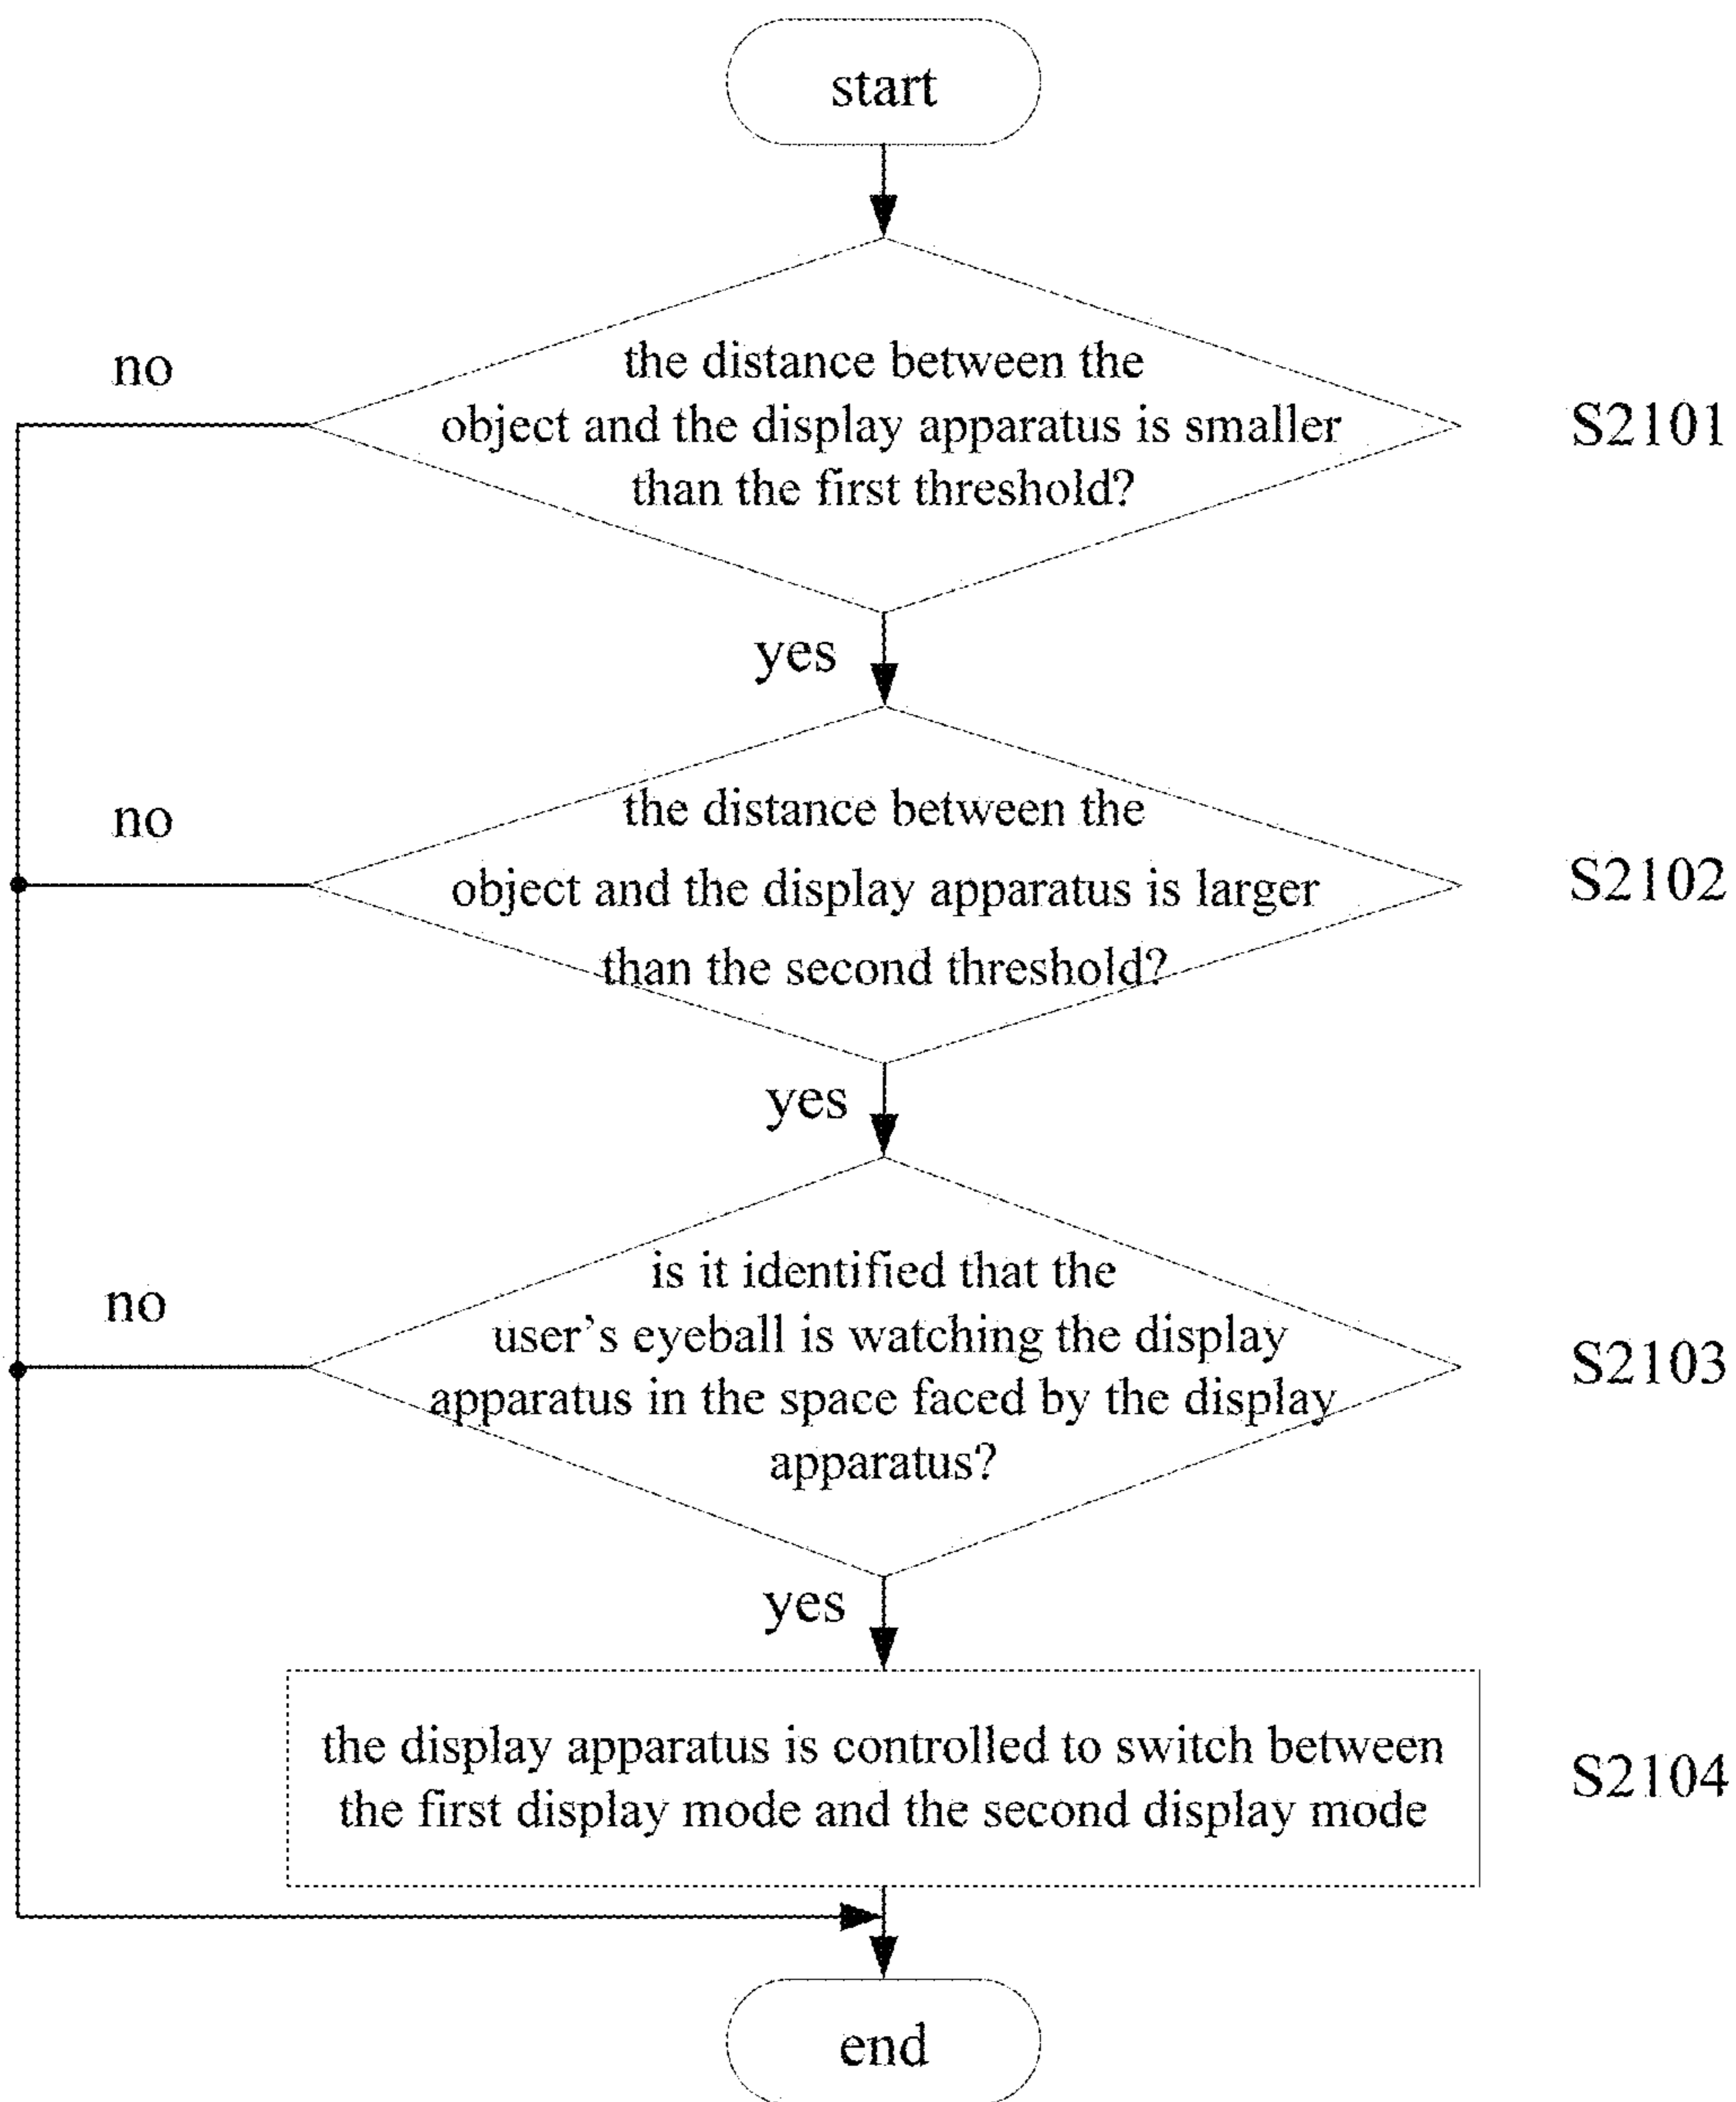 start
no
the distance between the
object and the display apparatus is smaller
than the first threshold?
S2101
yes
no
the distance between the
object and the display apparatus is larger
than the second threshold?
S2102
yes
no
is it identified that the
user’s eyeball is watching the display
apparatus in the space faced by the display
apparatus?
S2103
yes
the display apparatus is controlled to switch between
the first display mode and the second display mode
S2104
end